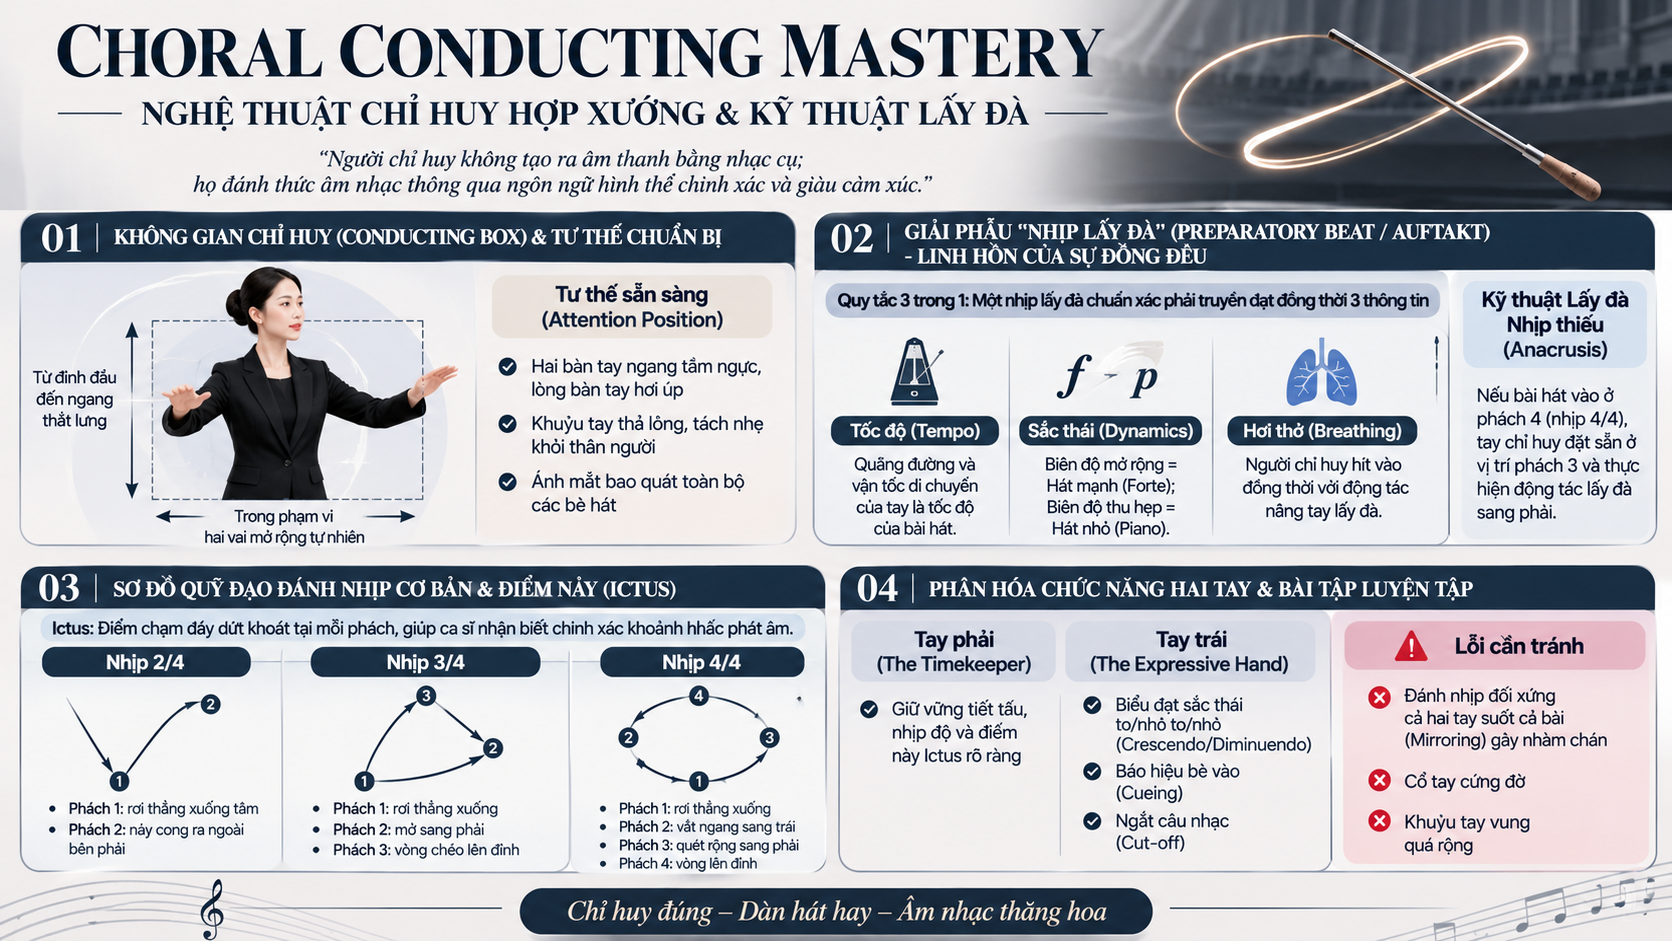 CHORAL CONDUCTING MASTERY
NGHỆ THUẬT CHỈ HUY HỢP XƯỚNG & KỸ THUẬT LẤY ĐÀ
“Người chỉ huy không tạo ra âm thanh bằng nhạc cụ;
họ đánh thức âm nhạc thông qua ngôn ngữ hình thể chinh xác và giàu cảm xúc.”
01 | KHÔNG GIAN CHỈ HUY (CONDUCTING BOX) & TƯ THẾ CHUẨN BỊ
Từ đinh đầu
đến ngang
thắt lưng
Trong phạm vi
hai vai mở rộng tự nhiên
Tư thế sẵn sàng
(Attention Position)
Hai bàn tay ngang tầm ngực,
lòng bàn tay hơi úp
Khuỷu tay thả lỏng, tách nhẹ
khỏi thân người
Ánh mắt bao quát toàn bộ
các bè hát
02 | GIẢI PHẪU “NHỊP LẤY ĐÀ” (PREPARATORY BEAT / AUFTAKT)
- LINH HỒN CỦA SỰ ĐỒNG ĐỀU
Quy tắc 3 trong 1: Một nhịp lấy đà chuẩn xác phải truyền đạt đồng thời 3 thông tin
f - p
Tốc độ (Tempo)
Quãng đường và
vận tốc di chuyển
của tay là tốc độ
của bài hát.
Sắc thái (Dynamics)
Biên độ mở rộng =
Hát mạnh (Forte);
Biên độ thu hẹp =
Hát nhỏ (Piano).
Hơi thở (Breathing)
Người chỉ huy hít vào
đồng thời với động tác
nâng tay lấy đà.
Kỹ thuật Lấy đà
Nhịp thiếu
(Anacrusis)
Nếu bài hát vào ở
phách 4 (nhịp 4/4),
tay chỉ huy đặt sẵn ở
vị trí phách 3 và thực
hiện động tác lấy đà
sang phải.
03 | SƠ ĐỒ QUỸ ĐẠO ĐÁNH NHỊP CƠ BẢN & ĐIỂM NẢY (ICTUS)
Ictus: Điểm chạm đáy dứt khoát tại mỗi phách, giúp ca sĩ nhận biết chinh xác khoảnh hhắc phát âm.
Nhịp 2/4
1
2
Phách 1: rơi thẳng xuống tâm
Phách 2: nảy cong ra ngoài
bên phải
Nhịp 3/4
3
2
1
Phách 1: rơi thẳng xuống
Phách 2: mở sang phải
Phách 3: vòng chéo lên đinh
Nhịp 4/4
4
2
3
1
Phách 1: rơi thẳng xuống
Phách 2: vắt ngang sang trái
Phách 3: quét rộng sang phải
Phách 4: vòng lên đinh
04 | PHÂN HÓA CHỨC NĂNG HAI TAY & BÀI TẬP LUYỆN TẬP
Tay phải
(The Timekeeper)
Giữ vững tiết tấu,
nhịp độ và điểm
này Ictus rõ ràng
Tay trái
(The Expressive Hand)
Biểu đạt sắc thái
to/nhỏ to/nhỏ
(Crescendo/Diminuendo)
Báo hiệu bè vào
(Cueing)
Ngắt câu nhạc
(Cut-off)
Lỗi cần tránh
Đánh nhịp đối xứng
cả hai tay suốt cả bài
(Mirroring) gây nhàm chán
Cổ tay cứng đờ
Khuỷu tay vung
quá rộng
Chỉ huy đúng – Dàn hát hay – Âm nhạc thăng hoa